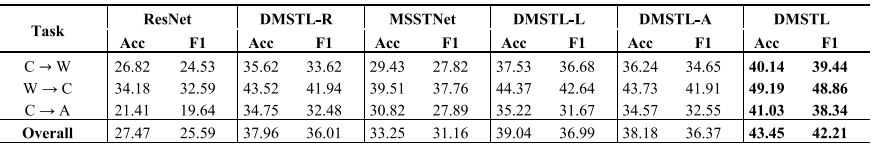 Task ResNet DMSTL-R MSSTNet DMSTL-L DMSTL-A DMSTL
Acc F1 Acc F1 Acc F1 Acc F1 Acc F1 Acc F1
C → W 26.82 24.53 35.62 33.62 29.43 27.82 37.53 36.68 36.24 34.65 40.14 39.44
W → C 34.18 32.59 43.52 41.94 39.51 37.76 44.37 42.64 43.73 41.91 49.19 48.86
C → A 21.41 19.64 34.75 32.48 30.82 27.89 35.22 31.67 34.57 32.55 41.03 38.34
Overall 27.47 25.59 37.96 36.01 33.25 31.16 39.04 36.99 38.18 36.37 43.45 42.21